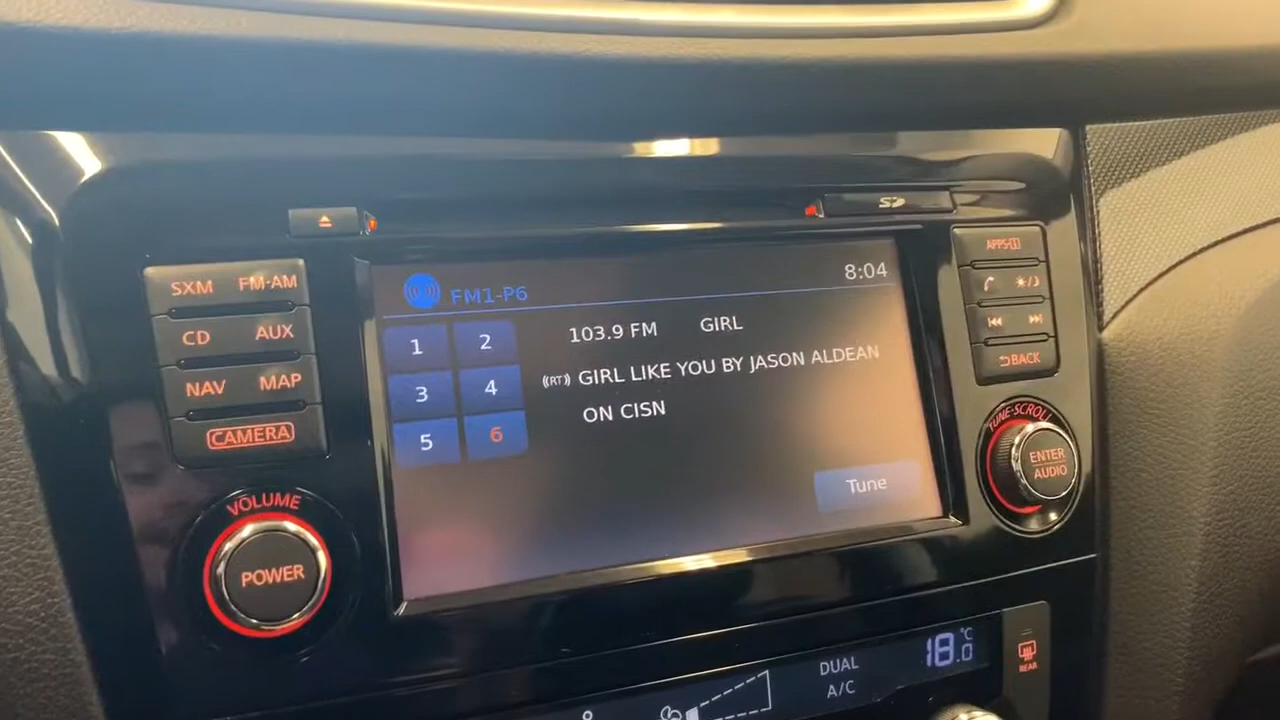 SD
SXM FM·AM
CD AUX
NAV MAP
CAMERA
VOLUME
POWER
FM1-P6
8:04
1 2
3 4
5 6
103.9 FM GIRL
(RT) GIRL LIKE YOU BY JASON ALDEAN
ON CISN
Tune
APPS·i
BACK
TUNE·SCROLL
ENTER
AUDIO
DUAL
A/C
18.0 °C
REAR